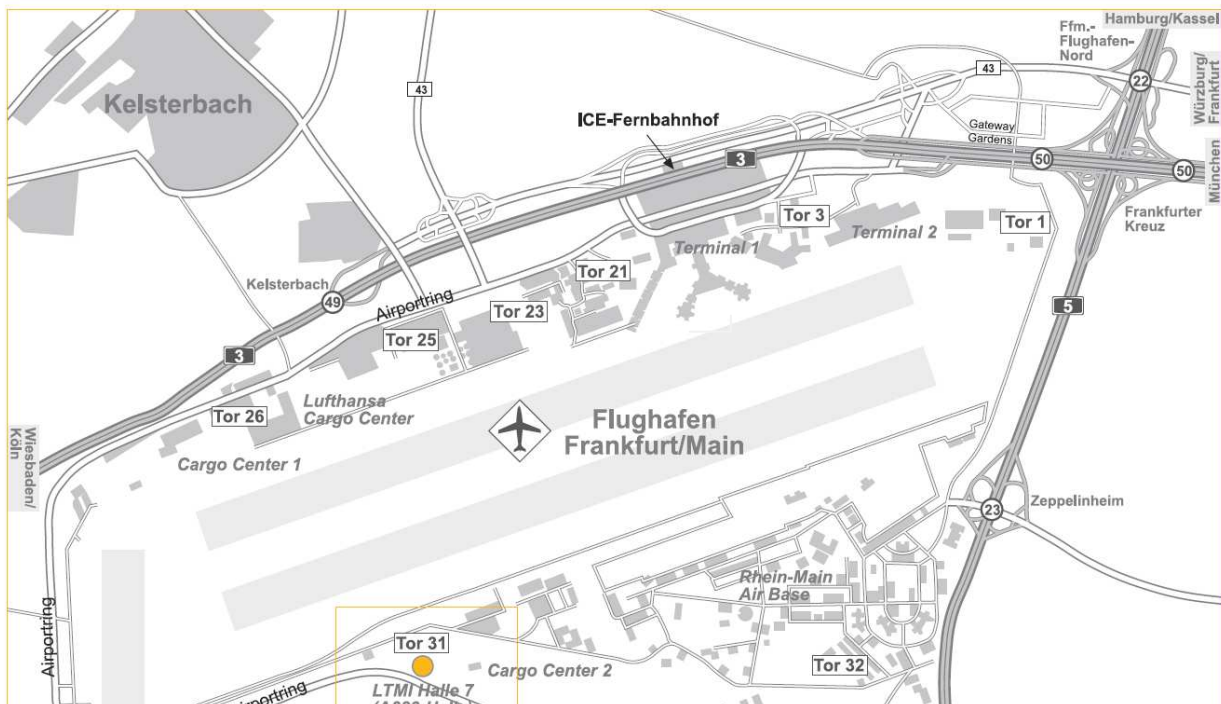 Hamburg/Kassel
Ffm.-
Flughafen-
Nord
43
22
Würzburg/
Frankfurt
Kelsterbach
43
ICE-Fernbahnhof
Gateway
Gardens
3
50
50
München
Tor 3
Tor 1
Frankfurter
Kreuz
Terminal 1
Terminal 2
Kelsterbach
49
Airportring
Tor 21
Tor 23
5
Tor 25
3
Lufthansa
Cargo Center
Tor 26
Flughafen
Frankfurt/Main
Wiesbaden/
Köln
Cargo Center 1
Zeppelinheim
23
Rhein-Main
Air Base
Airportring
Tor 31
Cargo Center 2
Tor 32
LTMI Halle 7